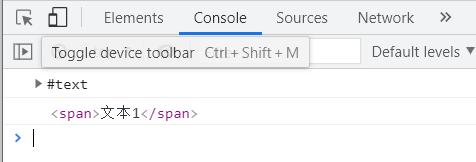 Elements Console Sources Network
Toggle device toolbar Ctrl + Shift + M
Default levels
#text
<span>文本1</span>